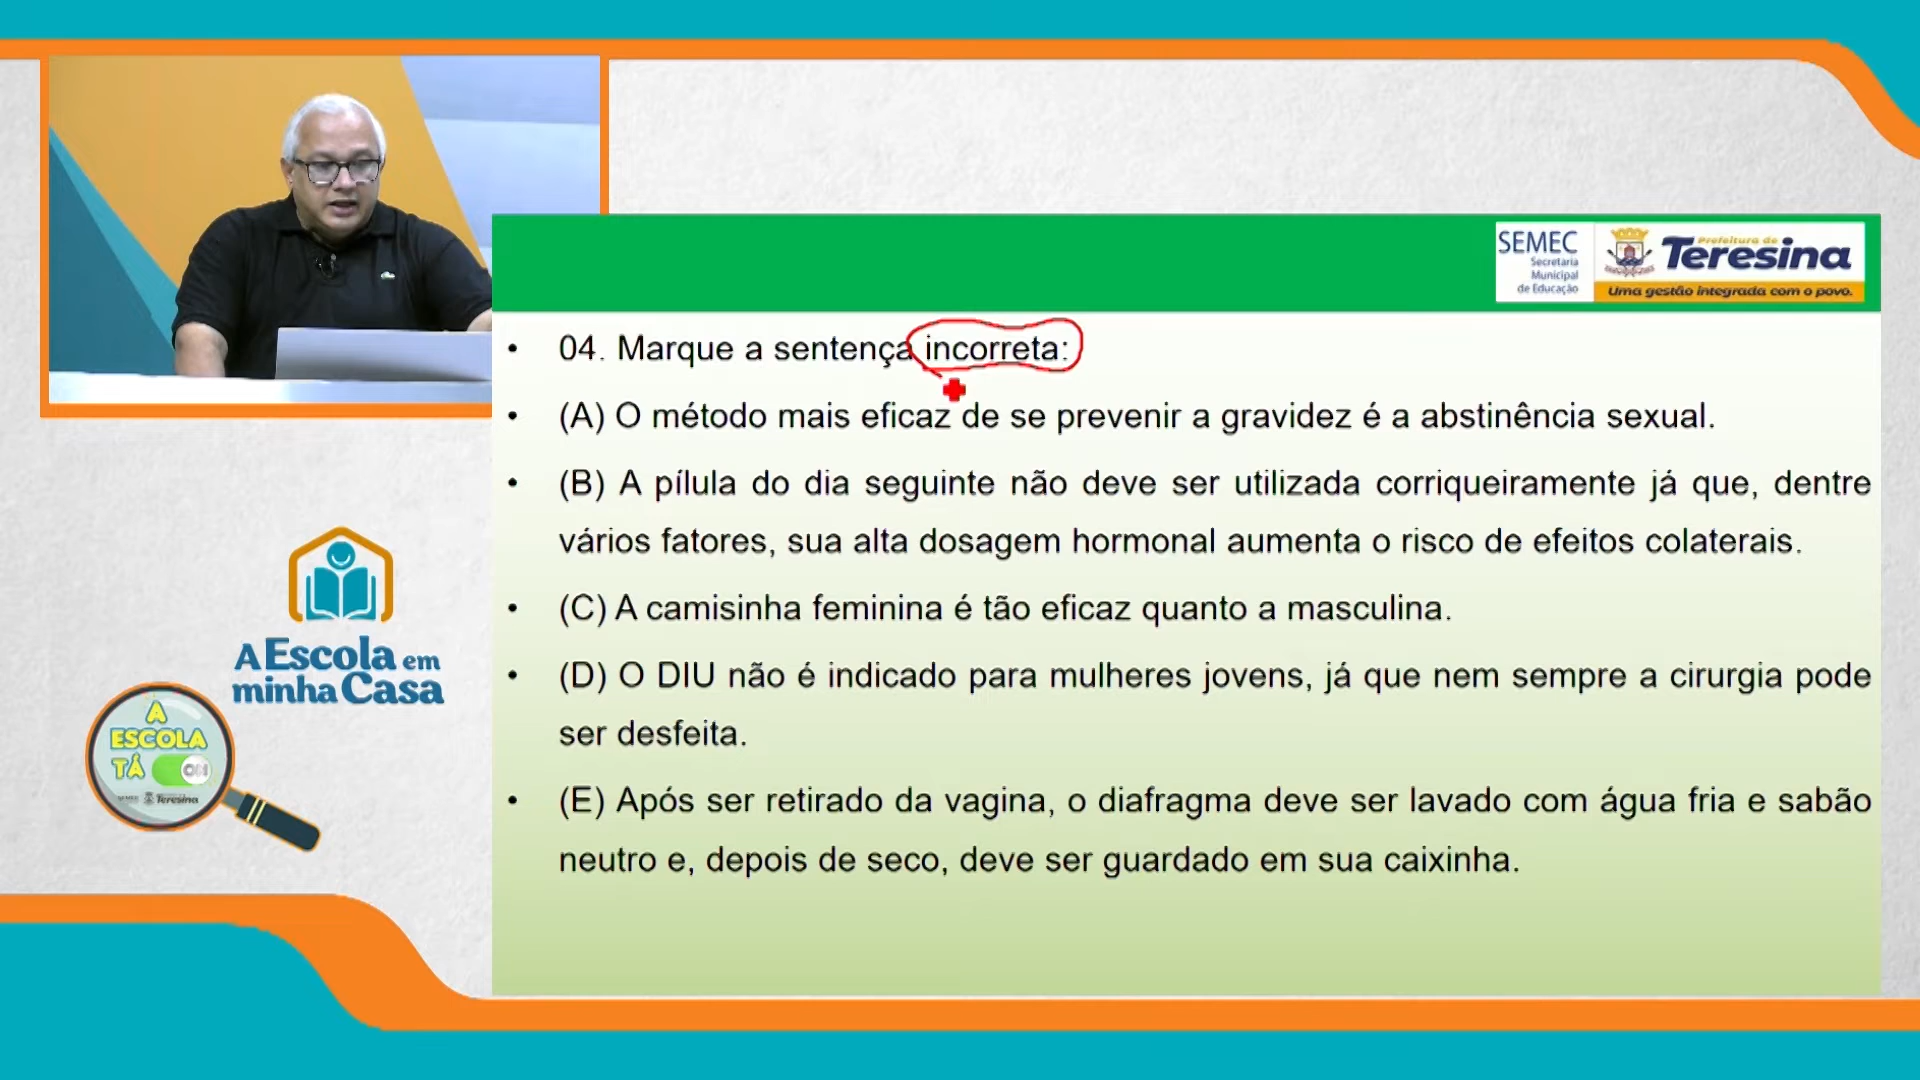 SEMEC
Secretaria
Municipal
de Educação
Prefeitura de
Teresina
Uma gestão integrada com o povo.
• 04. Marque a sentença incorreta:
• (A) O método mais eficaz de se prevenir a gravidez é a abstinência sexual.
• (B) A pílula do dia seguinte não deve ser utilizada corriqueiramente já que, dentre
vários fatores, sua alta dosagem hormonal aumenta o risco de efeitos colaterais.
• (C) A camisinha feminina é tão eficaz quanto a masculina.
• (D) O DIU não é indicado para mulheres jovens, já que nem sempre a cirurgia pode
ser desfeita.
• (E) Após ser retirado da vagina, o diafragma deve ser lavado com água fria e sabão
neutro e, depois de seco, deve ser guardado em sua caixinha.
A Escola em
minha Casa
A
ESCOLA
TÁ ON
SEMEC Teresina